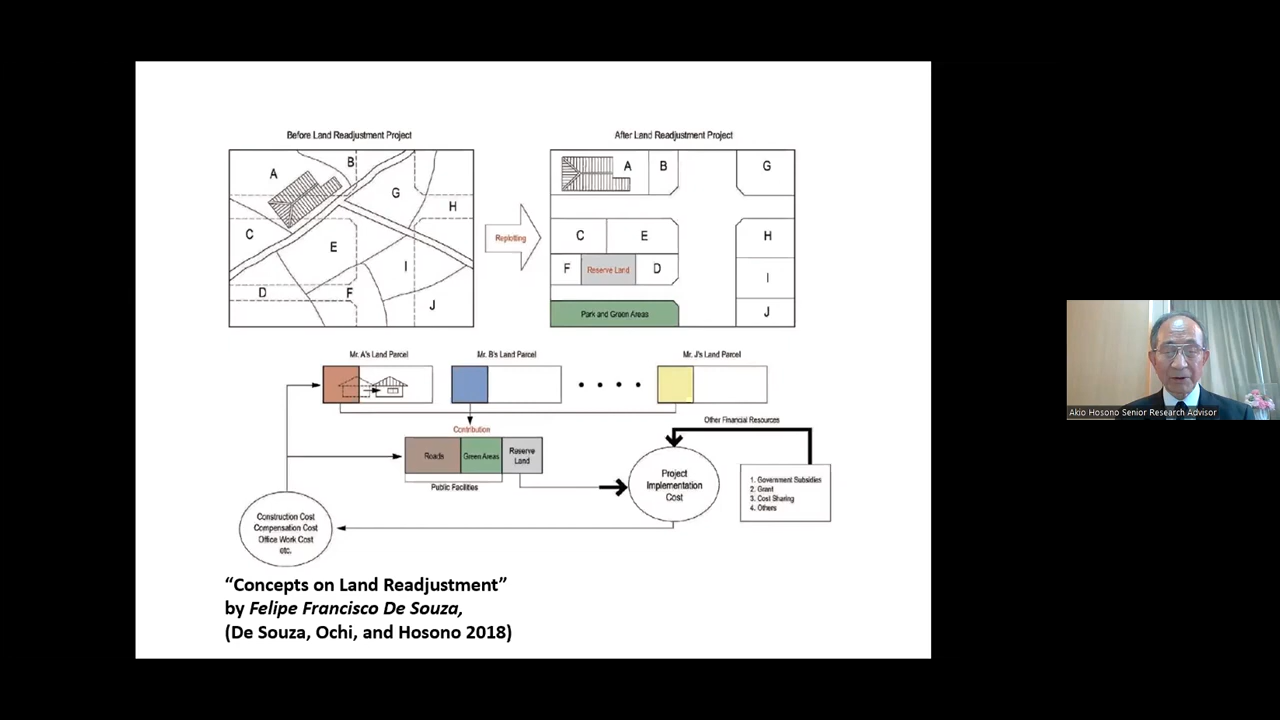 Before Land Readjustment Project
A
B
G
H
C
E
I
D
F
J
Replotting
After Land Readjustment Project
A
B
G
C
E
H
F
Reserve Land
D
I
Park and Green Areas
J
Mr. A's Land Parcel
Mr. B's Land Parcel
Mr. J's Land Parcel
Contribution
Roads
Green Areas
Reserve
Land
Public Facilities
Other Financial Resources
Project
Implementation
Cost
1. Government Subsidies
2. Grant
3. Cost Sharing
4. Others
Construction Cost
Compensation Cost
Office Work Cost
etc.
“Concepts on Land Readjustment”
by Felipe Francisco De Souza,
(De Souza, Ochi, and Hosono 2018)
Akio Hosono Senior Research Advisor